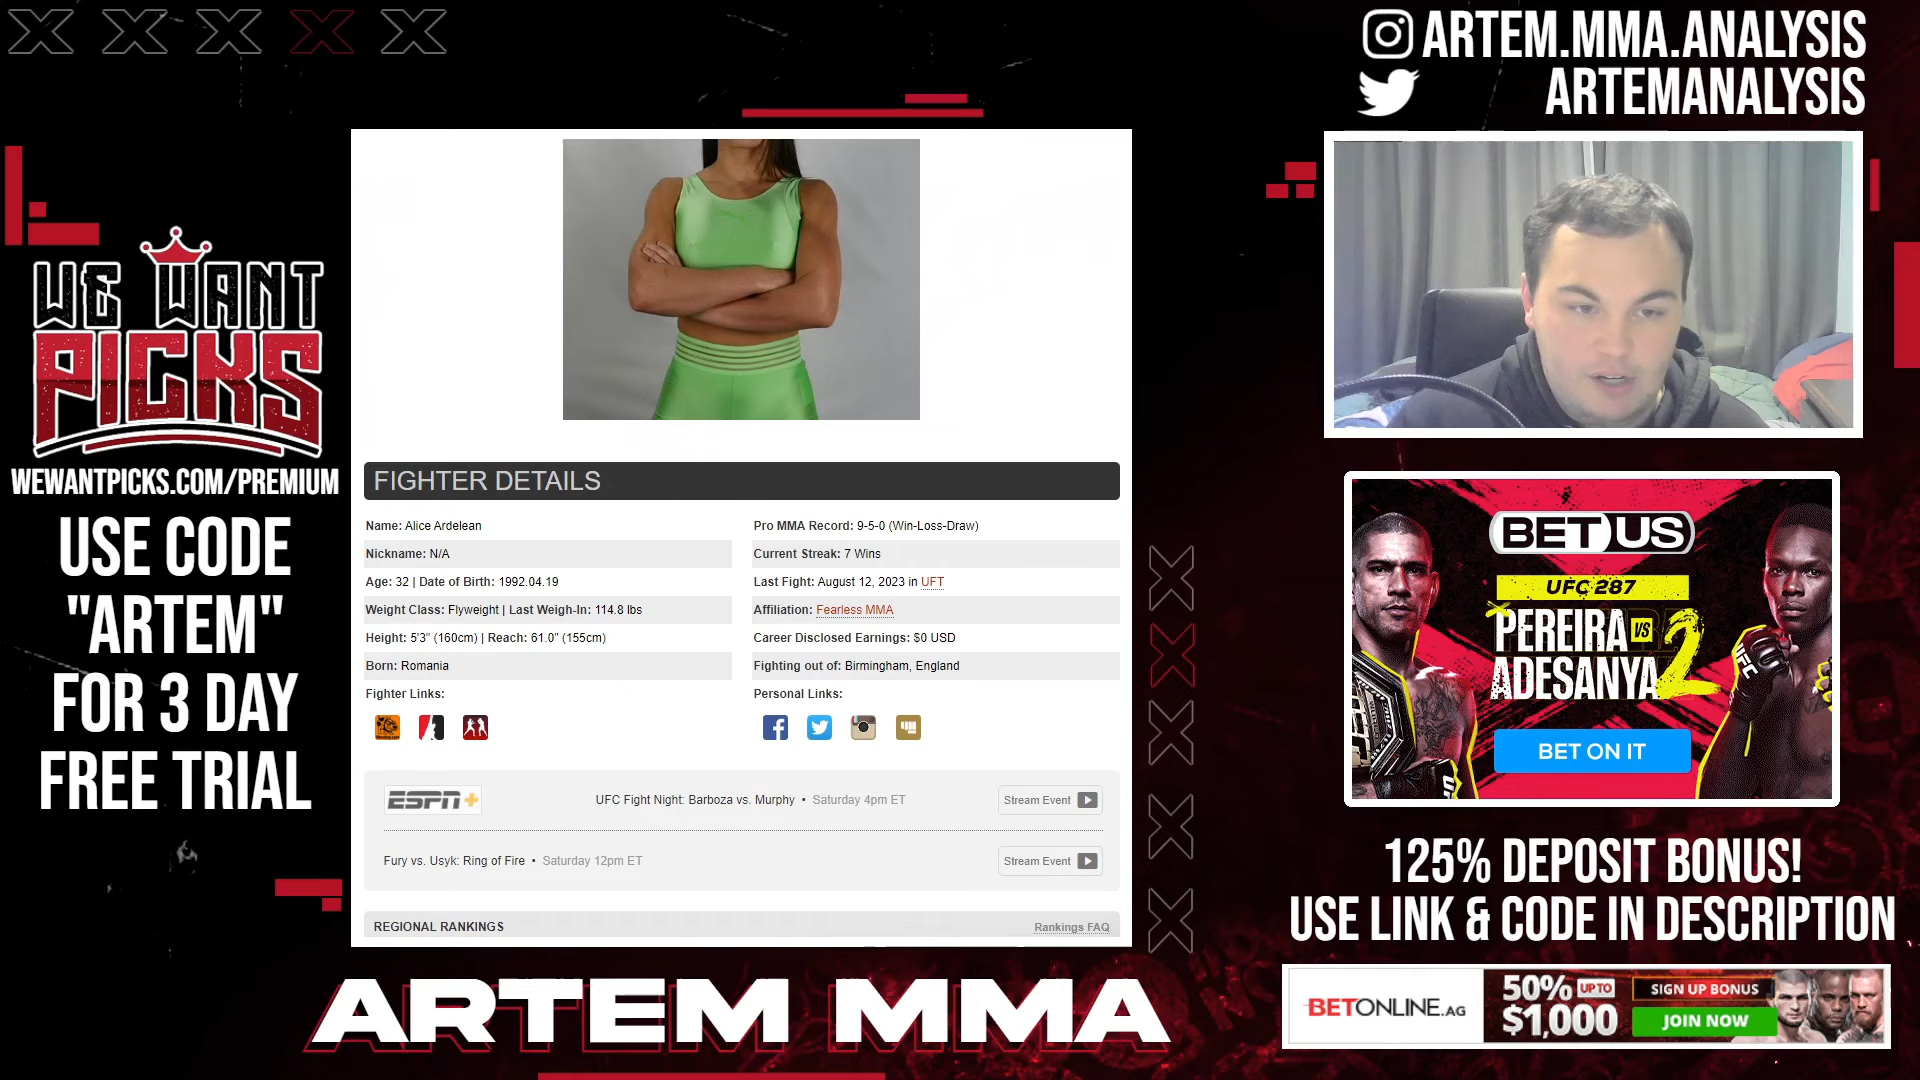 ARTEM.MMA.ANALYSIS
ARTEMANALYSIS
WE WANT
PICKS
WEWANTPICKS.COM/PREMIUM
USE CODE
"ARTEM"
FOR 3 DAY
FREE TRIAL
FIGHTER DETAILS
Name: Alice Ardelean
Nickname: N/A
Age: 32 | Date of Birth: 1992.04.19
Weight Class: Flyweight | Last Weigh-In: 114.8 lbs
Height: 5'3" (160cm) | Reach: 61.0" (155cm)
Born: Romania
Fighter Links:
Pro MMA Record: 9-5-0 (Win-Loss-Draw)
Current Streak: 7 Wins
Last Fight: August 12, 2023 in UFT
Affiliation: Fearless MMA
Career Disclosed Earnings: $0 USD
Fighting out of: Birmingham, England
Personal Links:
ESPN+ UFC Fight Night: Barboza vs. Murphy • Saturday 4pm ET Stream Event
Fury vs. Usyk: Ring of Fire • Saturday 12pm ET Stream Event
REGIONAL RANKINGS Rankings FAQ
ARTEM MMA
BETUS
UFC 287
PEREIRA VS
ADESANYA 2
BET ON IT
UFC
125% DEPOSIT BONUS!
USE LINK & CODE IN DESCRIPTION
BETONLINE.AG
50% UP TO
$1,000
SIGN UP BONUS
JOIN NOW